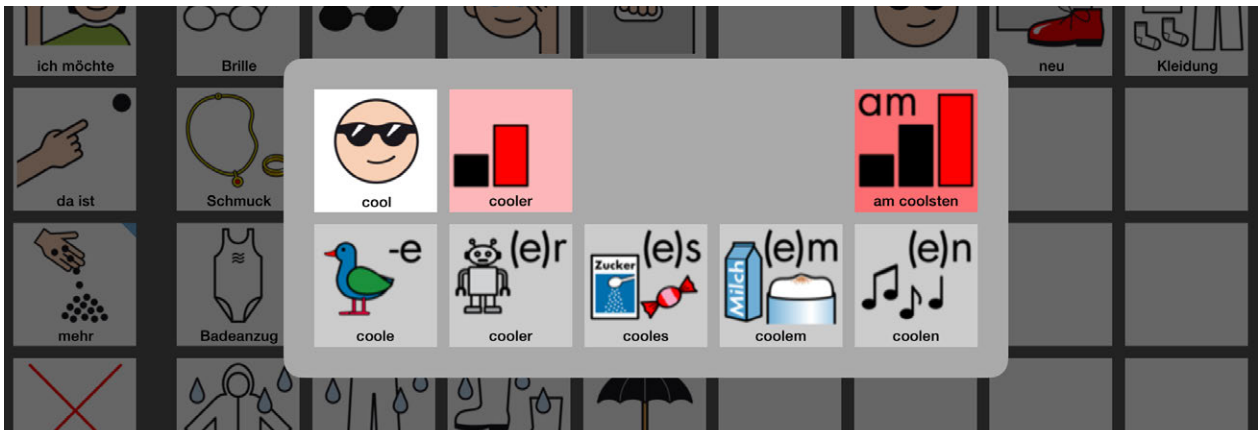 ich möchte
Brille
neu
Kleidung
da ist
Schmuck
mehr
Badeanzug
cool
cooler
am
am coolsten
-e
coole
(e)r
cooler
Zucker
(e)s
cooles
Milch
(e)m
coolem
(e)n
coolen